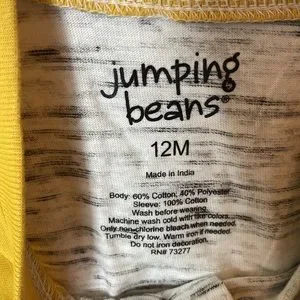 jumping
beans®
12M
Made in India
Body: 60% Cotton, 40% Polyester
Sleeve: 100% Cotton
Wash before wearing.
Machine wash cold with like colors.
Only non-chlorine bleach when needed.
Tumble dry low. Warm iron if needed.
Do not iron decoration.
RN# 73277